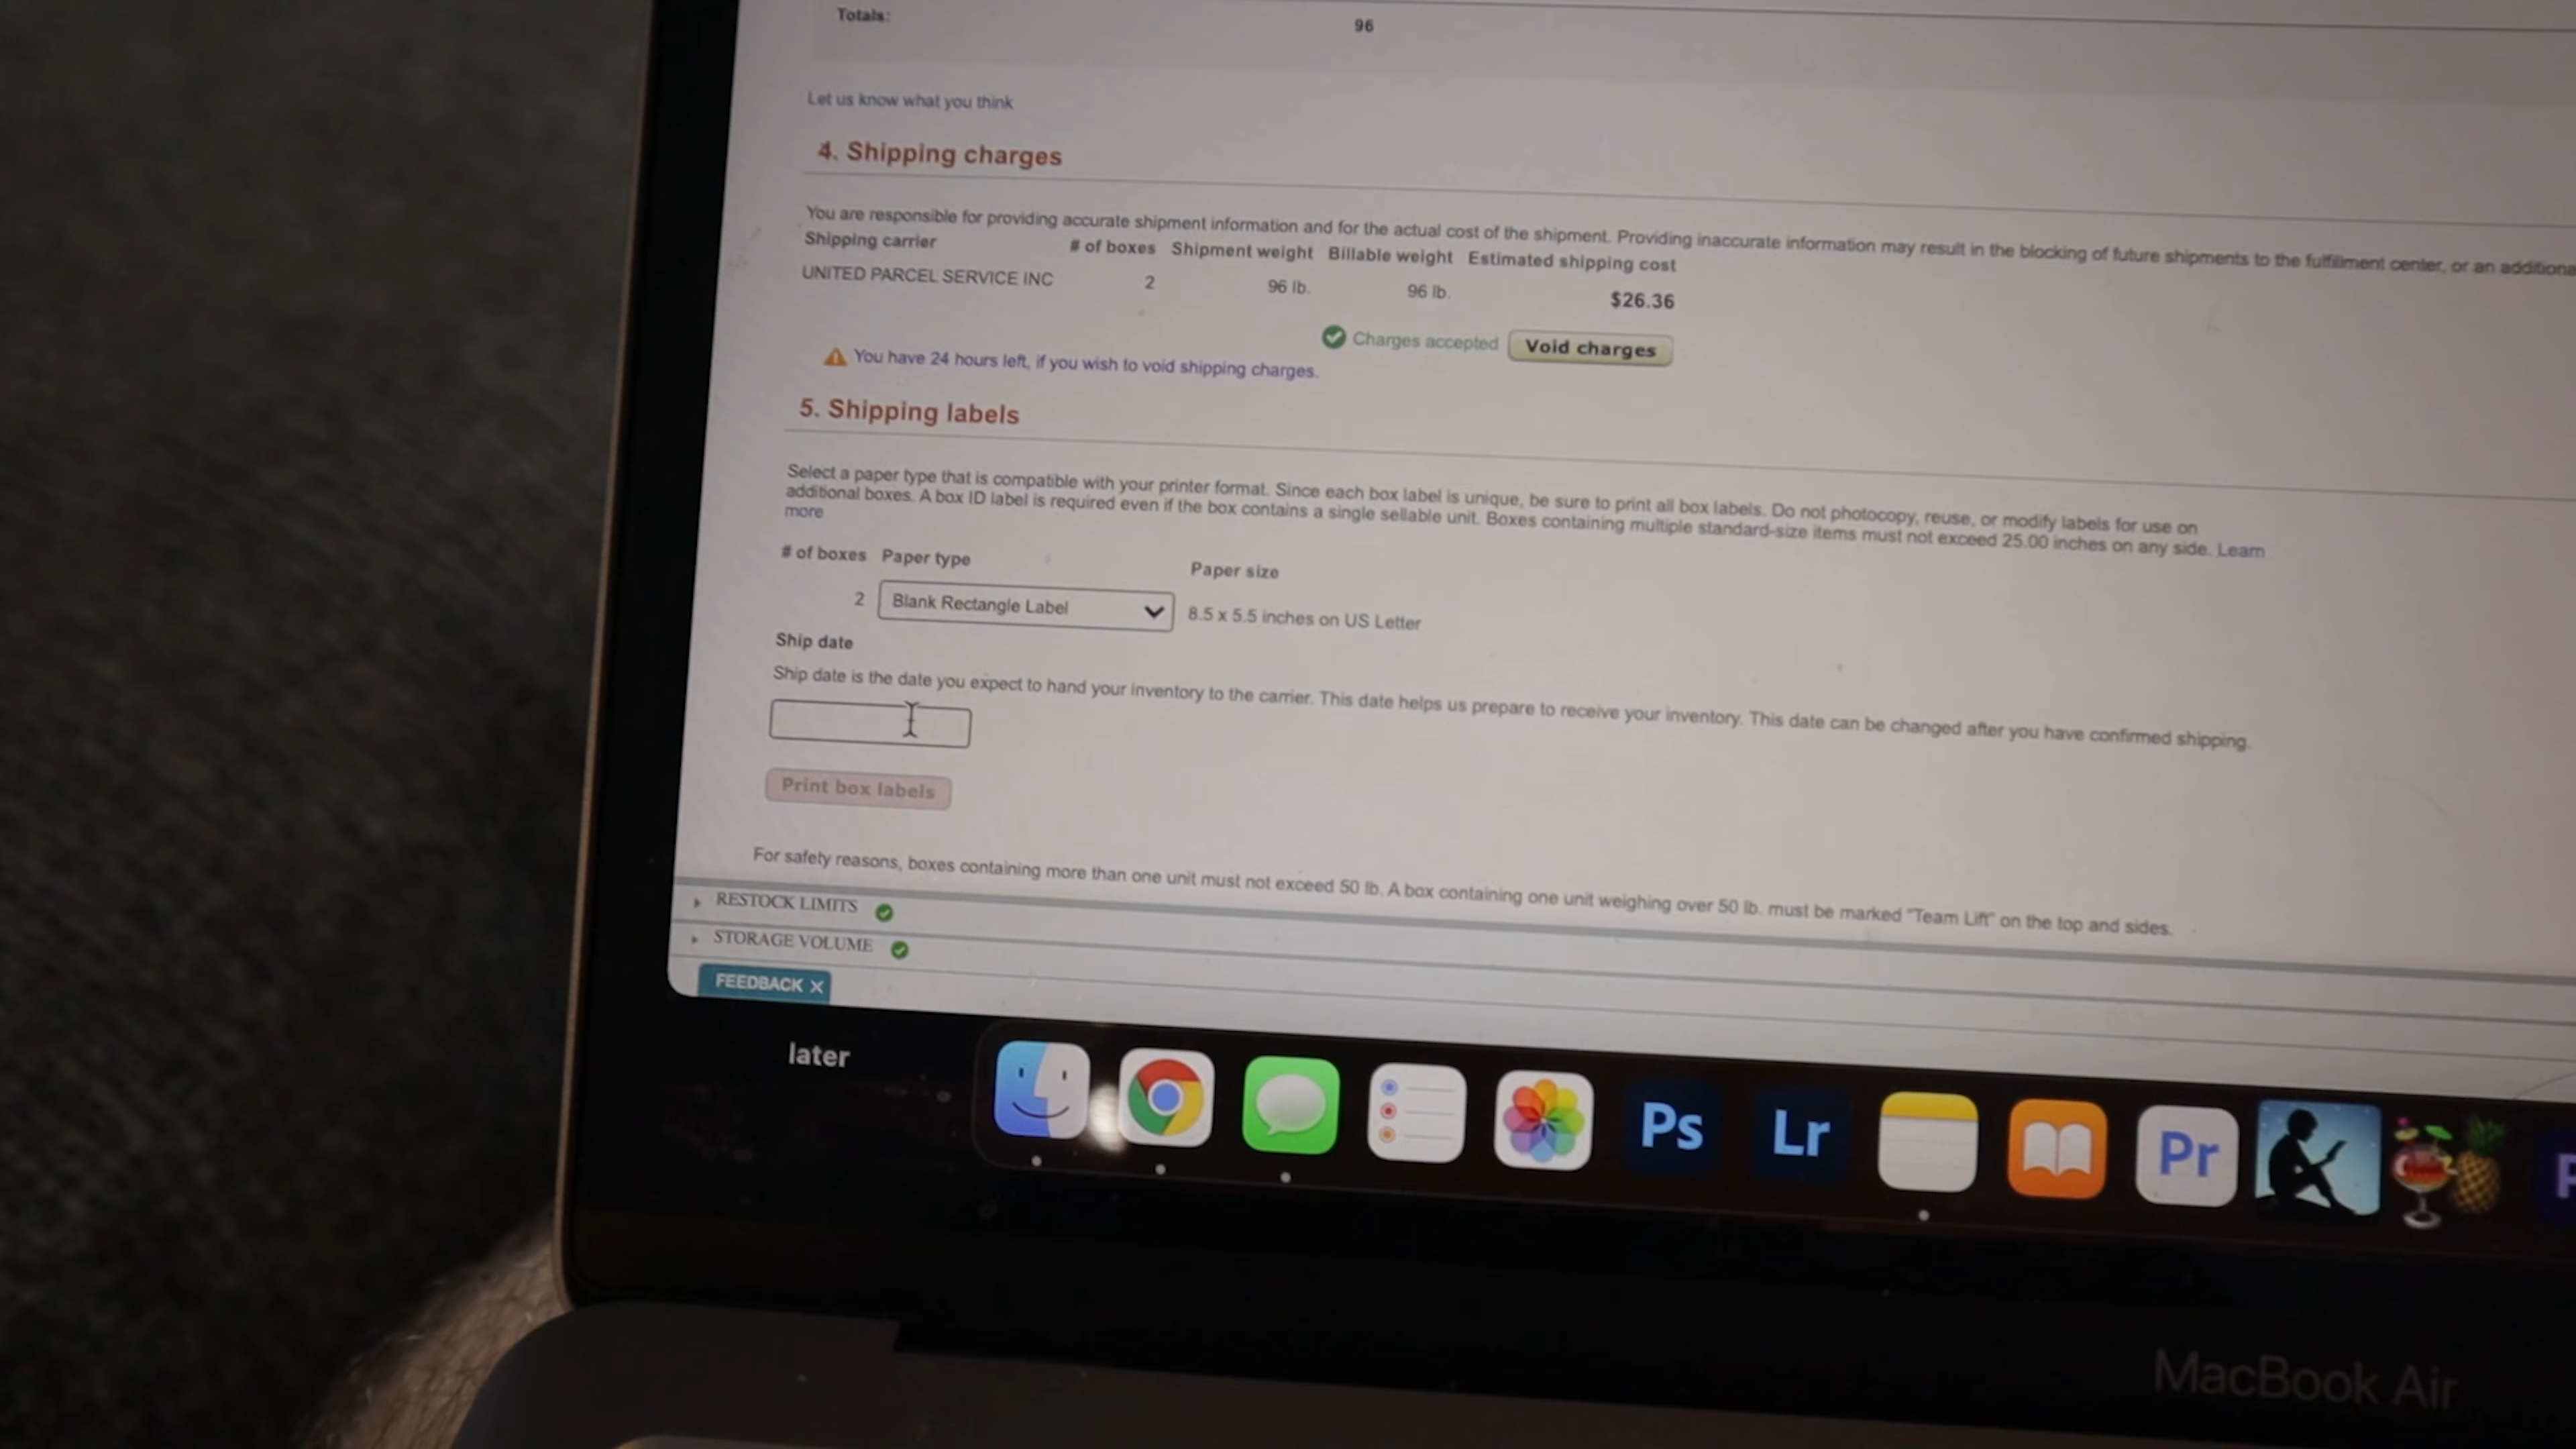 Totals: 96
Let us know what you think
4. Shipping charges
You are responsible for providing accurate shipment information and for the actual cost of the shipment. Providing inaccurate information may result in the blocking of future shipments to the fulfillment center, or an additiona
Shipping carrier # of boxes Shipment weight Billable weight Estimated shipping cost
UNITED PARCEL SERVICE INC 2 96 lb. 96 lb. $26.36
Charges accepted Void charges
You have 24 hours left, if you wish to void shipping charges.
5. Shipping labels
Select a paper type that is compatible with your printer format. Since each box label is unique, be sure to print all box labels. Do not photocopy, reuse, or modify labels for use on
additional boxes. A box ID label is required even if the box contains a single sellable unit. Boxes containing multiple standard-size items must not exceed 25.00 inches on any side. Learn
more
# of boxes Paper type Paper size
2 Blank Rectangle Label 8.5 x 5.5 inches on US Letter
Ship date
Ship date is the date you expect to hand your inventory to the carrier. This date helps us prepare to receive your inventory. This date can be changed after you have confirmed shipping.
Print box labels
For safety reasons, boxes containing more than one unit must not exceed 50 lb. A box containing one unit weighing over 50 lb. must be marked "Team Lift" on the top and sides.
RESTOCK LIMITS
STORAGE VOLUME
FEEDBACK X
later
Ps Lr Pr
MacBook Air